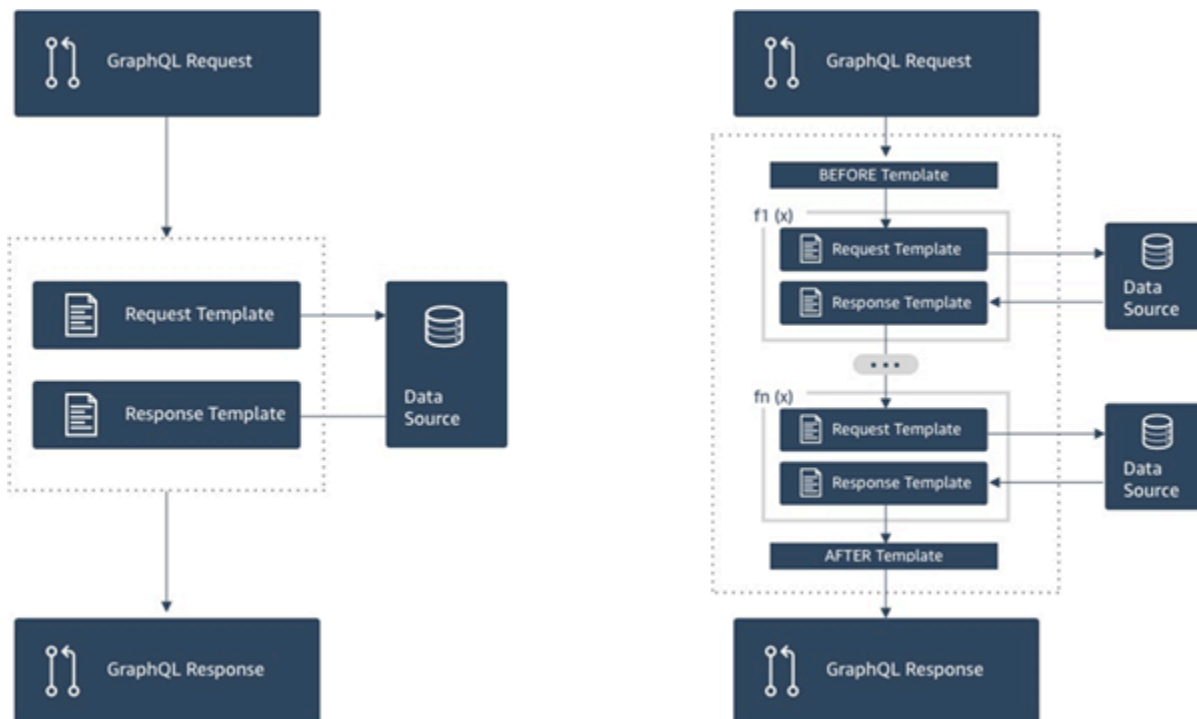 GraphQL Request
Request Template
Response Template
Data
Source
GraphQL Response
GraphQL Request
BEFORE Template
f1 (x)
Request Template
Response Template
Data
Source
fn (x)
Request Template
Response Template
Data
Source
AFTER Template
GraphQL Response